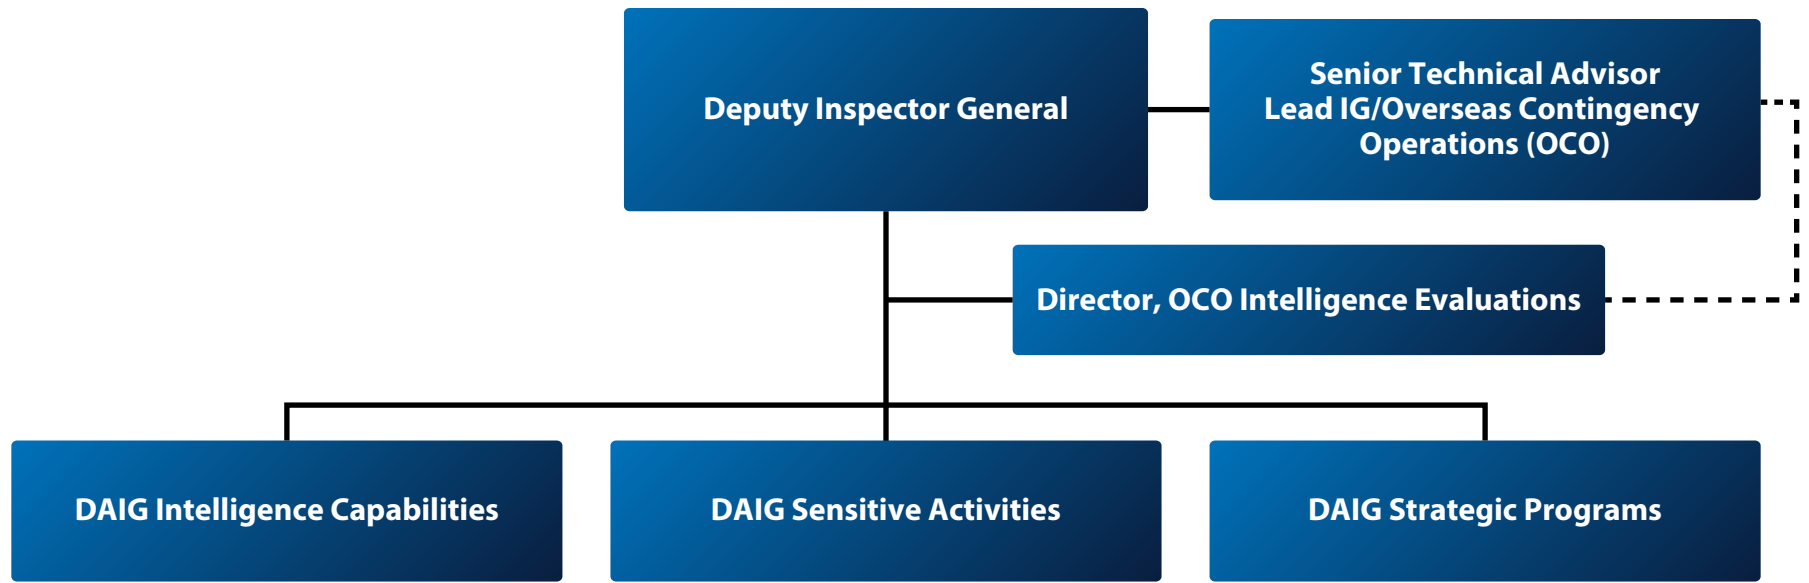 Deputy Inspector General
Senior Technical Advisor
Lead IG/Overseas Contingency
Operations (OCO)
Director, OCO Intelligence Evaluations
DAIG Intelligence Capabilities
DAIG Sensitive Activities
DAIG Strategic Programs